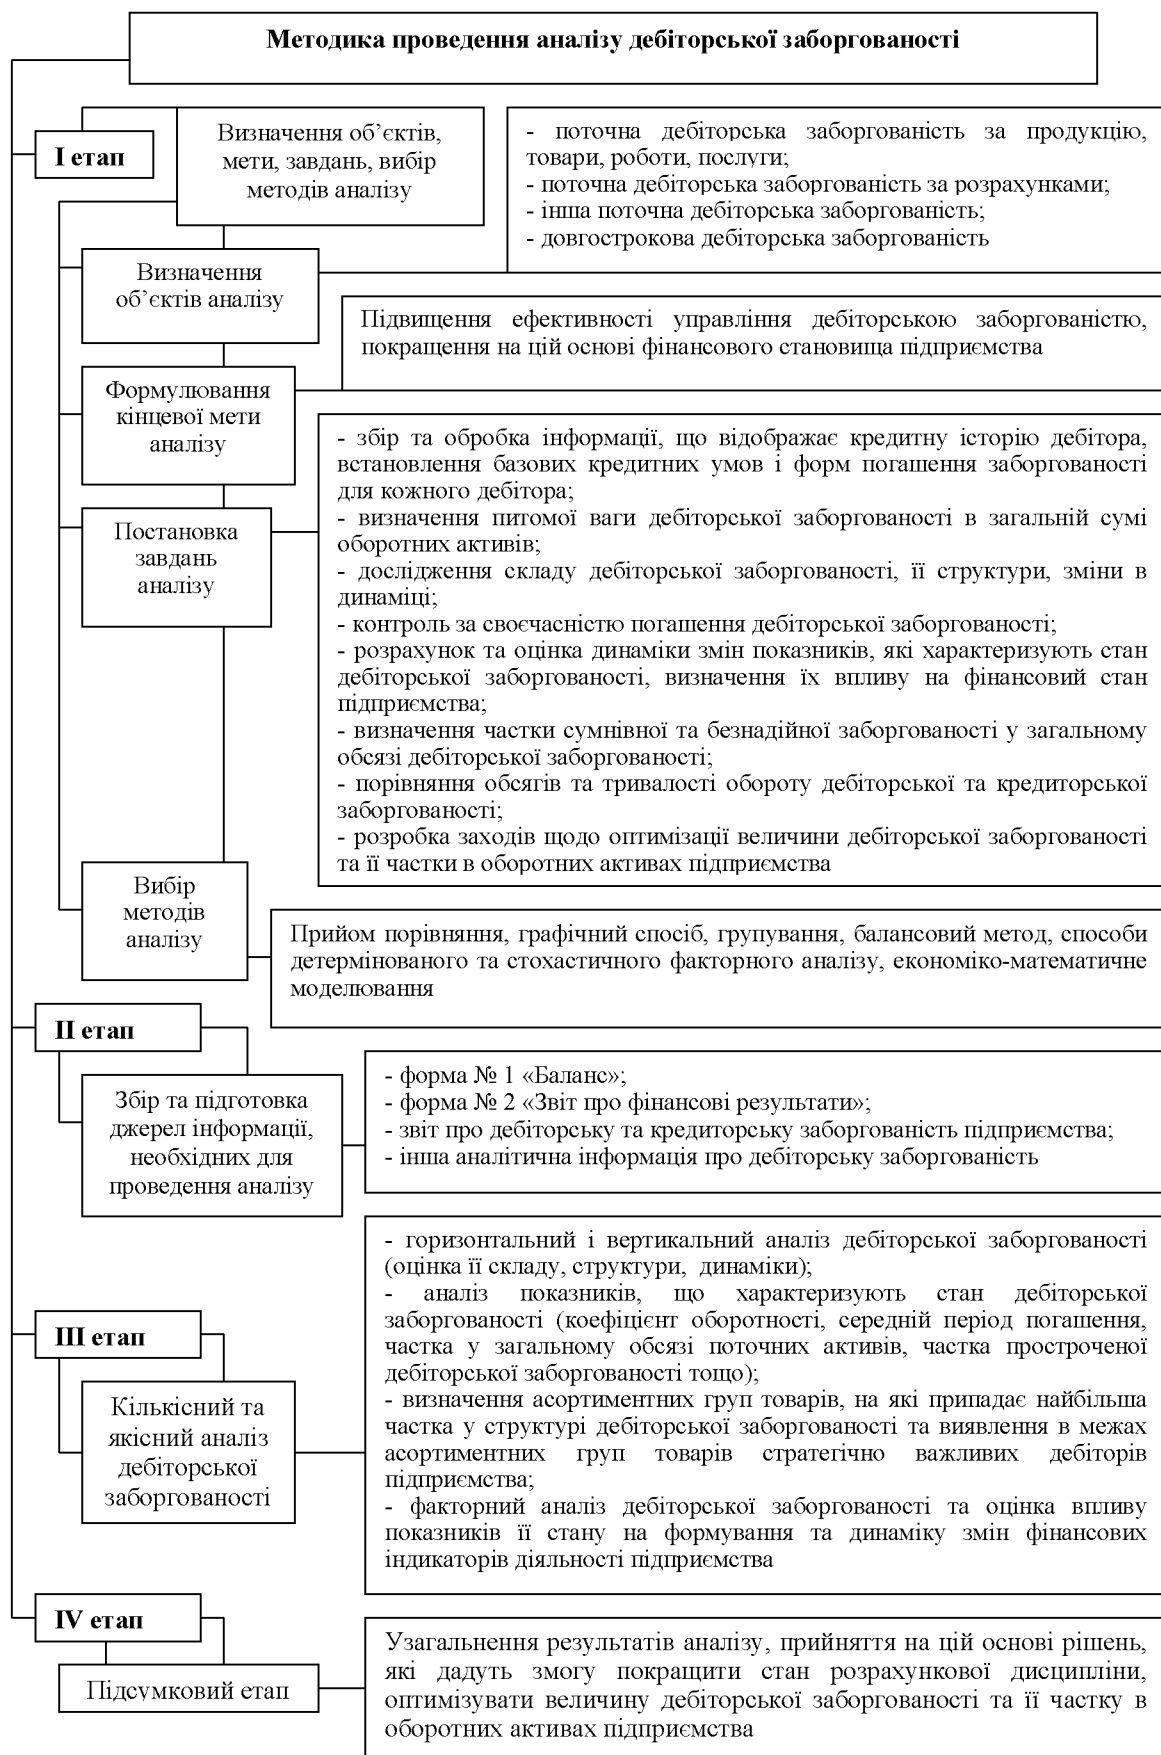 Методика проведення аналізу дебіторської заборгованості
І етап
Визначення об’єктів,
мети, завдань, вибір
методів аналізу
- поточна дебіторська заборгованість за продукцію,
товари, роботи, послуги;
- поточна дебіторська заборгованість за розрахунками;
- інша поточна дебіторська заборгованість;
- довгострокова дебіторська заборгованість
Визначення
об’єктів аналізу
Підвищення ефективності управління дебіторською заборгованістю,
покращення на цій основі фінансового становища підприємства
Формулювання
кінцевої мети
аналізу
- збір та обробка інформації, що відображає кредитну історію дебітора,
встановлення базових кредитних умов і форм погашення заборгованості
для кожного дебітора;
- визначення питомої ваги дебіторської заборгованості в загальній сумі
оборотних активів;
- дослідження складу дебіторської заборгованості, її структури, зміни в
динаміці;
- контроль за своєчасністю погашення дебіторської заборгованості;
- розрахунок та оцінка динаміки змін показників, які характеризують стан
дебіторської заборгованості, визначення їх впливу на фінансовий стан
підприємства;
- визначення частки сумнівної та безнадійної заборгованості у загальному
обсязі дебіторської заборгованості;
- порівняння обсягів та тривалості обороту дебіторської та кредиторської
заборгованості;
- розробка заходів щодо оптимізації величини дебіторської заборгованості
та її частки в оборотних активах підприємства
Постановка
завдань
аналізу
Вибір
методів
аналізу
Прийом порівняння, графічний спосіб, групування, балансовий метод, способи
детермінованого та стохастичного факторного аналізу, економіко-математичне
моделювання
ІІ етап
Збір та підготовка
джерел інформації,
необхідних для
проведення аналізу
- форма № 1 «Баланс»;
- форма № 2 «Звіт про фінансові результати»;
- звіт про дебіторську та кредиторську заборгованість підприємства;
- інша аналітична інформація про дебіторську заборгованість
ІІІ етап
Кількісний та
якісний аналіз
дебіторської
заборгованості
- горизонтальний і вертикальний аналіз дебіторської заборгованості
(оцінка її складу, структури, динаміки);
- аналіз показників, що характеризують стан дебіторської
заборгованості (коефіцієнт оборотності, середній період погашення,
частка у загальному обсязі поточних активів, частка простроченої
дебіторської заборгованості тощо);
- визначення асортиментних груп товарів, на які припадає найбільша
частка у структурі дебіторської заборгованості та виявлення в межах
асортиментних груп товарів стратегічно важливих дебіторів
підприємства;
- факторний аналіз дебіторської заборгованості та оцінка впливу
показників її стану на формування та динаміку змін фінансових
індикаторів діяльності підприємства
IV етап
Підсумковий етап
Узагальнення результатів аналізу, прийняття на цій основі рішень,
які дадуть змогу покращити стан розрахункової дисципліни,
оптимізувати величину дебіторської заборгованості та її частку в
оборотних активах підприємства